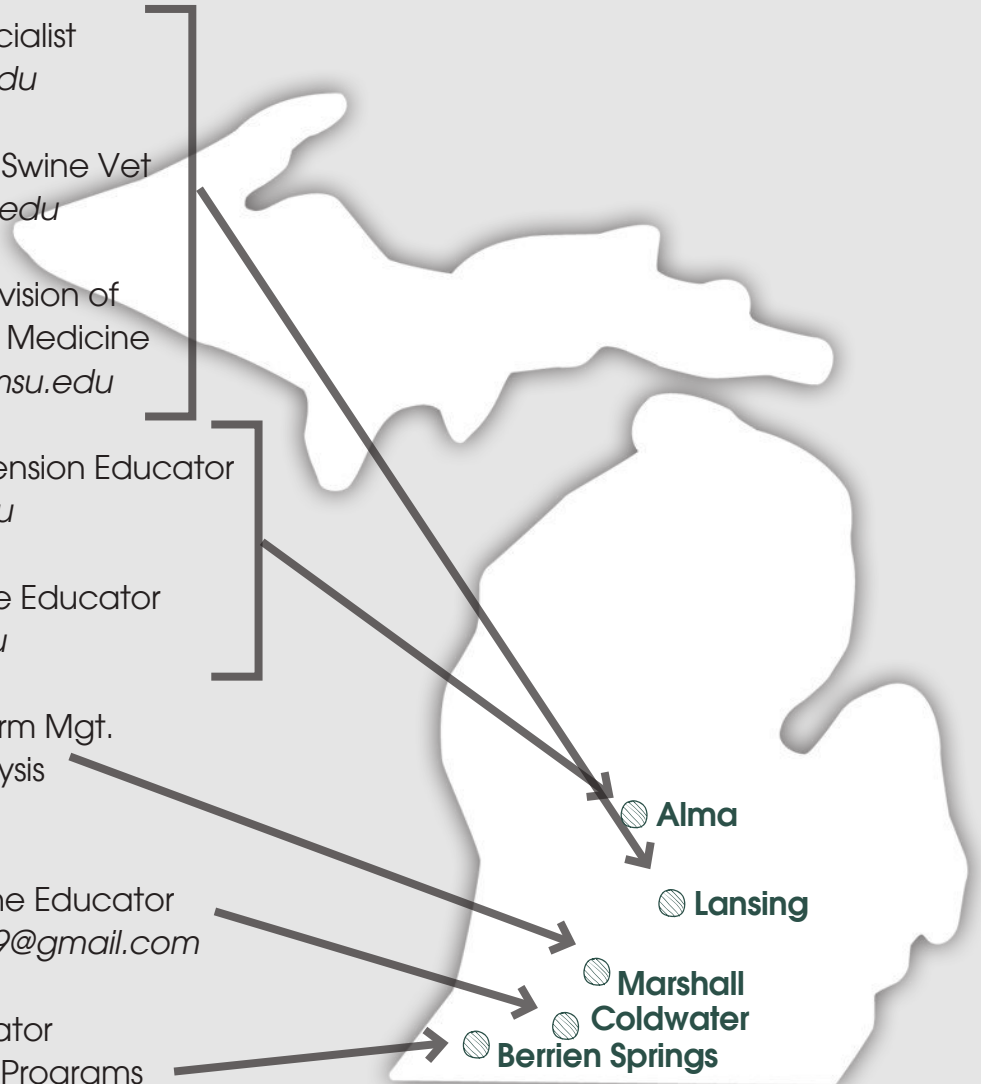 cialist
du
Swine Vet
edu
vision of
Medicine
nsu.edu
ension Educator
u
e Educator
u
rm Mgt.
ysis
ne Educator
9@gmail.com
ator
Programs
Alma
Lansing
Marshall
Coldwater
Berrien Springs